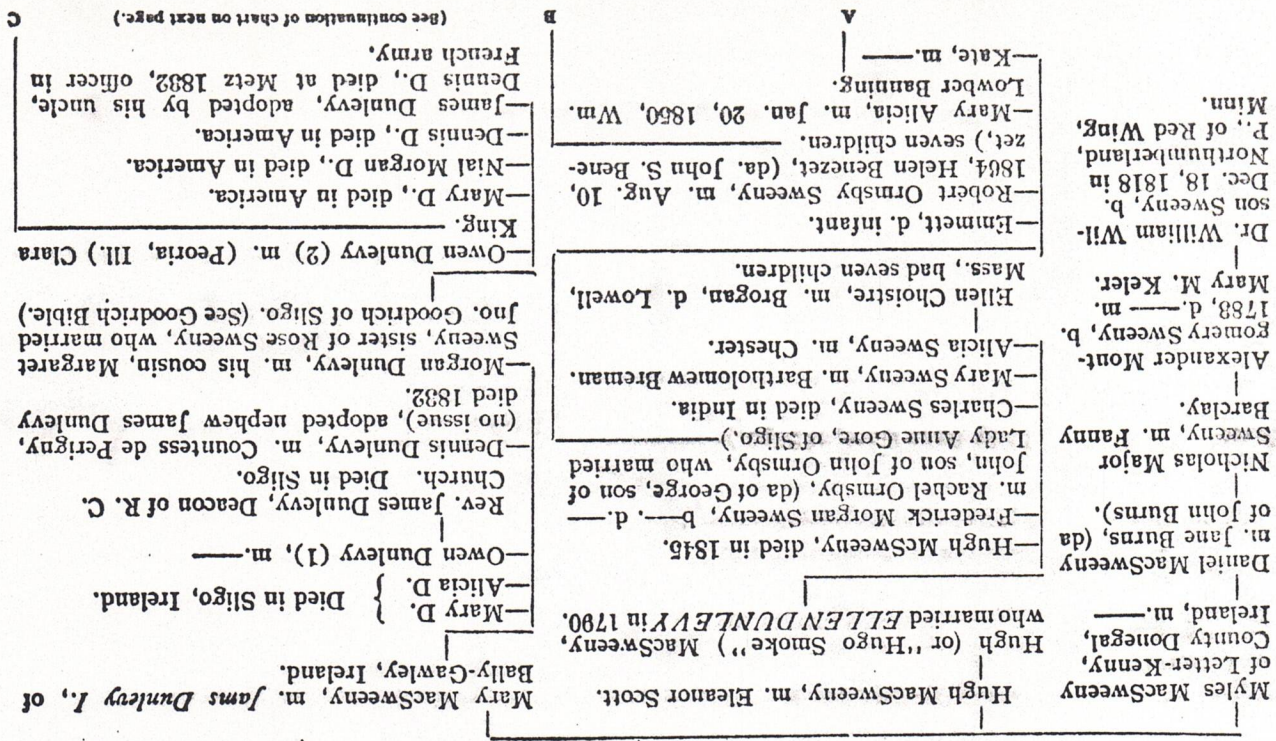 Myles MacSweeny
of Letter-Kenny,
County Donegal,
Ireland, m.——
Daniel MacSweeny
m. Jane Burns, (da
of John Burns).
Nicholas Major
Sweeny, m. Fanny
Barclay.
Alexander Mont-
gomery Sweeny, b
1788, d.—— m
Mary M. Keler.
Dr. William Wil-
son Sweeny, b.
Dec. 18, 1818 in
Northumberland,
P., of Red Wing,
Minn.
Hugh MacSweeny, m. Eleanor Scott.
Hugh (or "Hugo Smoke") MacSweeny,
who married ELLEN DUNLEVY in 1790.
—Hugh McSweeny, died in 1845.
—Frederick Morgan Sweeny, b——. d.——
m. Rachel Ormsby, (da of George, son of
John, son of John Ormsby, who married
Lady Anne Gore, of Sligo.)
—Charles Sweeny, died in India.
—Mary Sweeny, m. Bartholomew Breman.
—Alicia Sweeny, m. Chester.
Ellen Choistre, m. Brogan, d. Lowell,
Mass., had seven children.
—Emmett, d. infant.
—Robert Ormsby Sweeny, m. Aug. 10,
1864, Helen Benezet, (da. John S. Bene-
zet,) seven children.
—Mary Alicia, m. Jan. 20, 1850, Wm.
Lowber Banning.
—Kate, m.——
A
B
Mary MacSweeny, m. Jams Dunlevy I., of
Bally-Gawley, Ireland.
—Mary D.
—Alicia D. } Died in Sligo, Ireland.
—Owen Dunlevy (1), m.——
Rev. James Dunlevy, Deacon of R. C.
Church. Died in Sligo.
—Dennis Dunlevy, m. Countess de Perigny,
(no issue), adopted nephew James Dunlevy
died 1832.
—Morgan Dunlevy, m. his cousin, Margaret
Sweeny, sister of Rose Sweeny, who married
Jno. Goodrich of Sligo. (See Goodrich Bible.)
—Owen Dunlevy (2) m. (Peoria, Ill.) Clara
King.
—Mary D., died in America.
—Nial Morgan D., died in America.
—Dennis D., died in America.
—James Dunlevy, adopted by his uncle,
Dennis D., died at Metz 1832, officer in
French army.
(See continuation of chart on next page.)
C